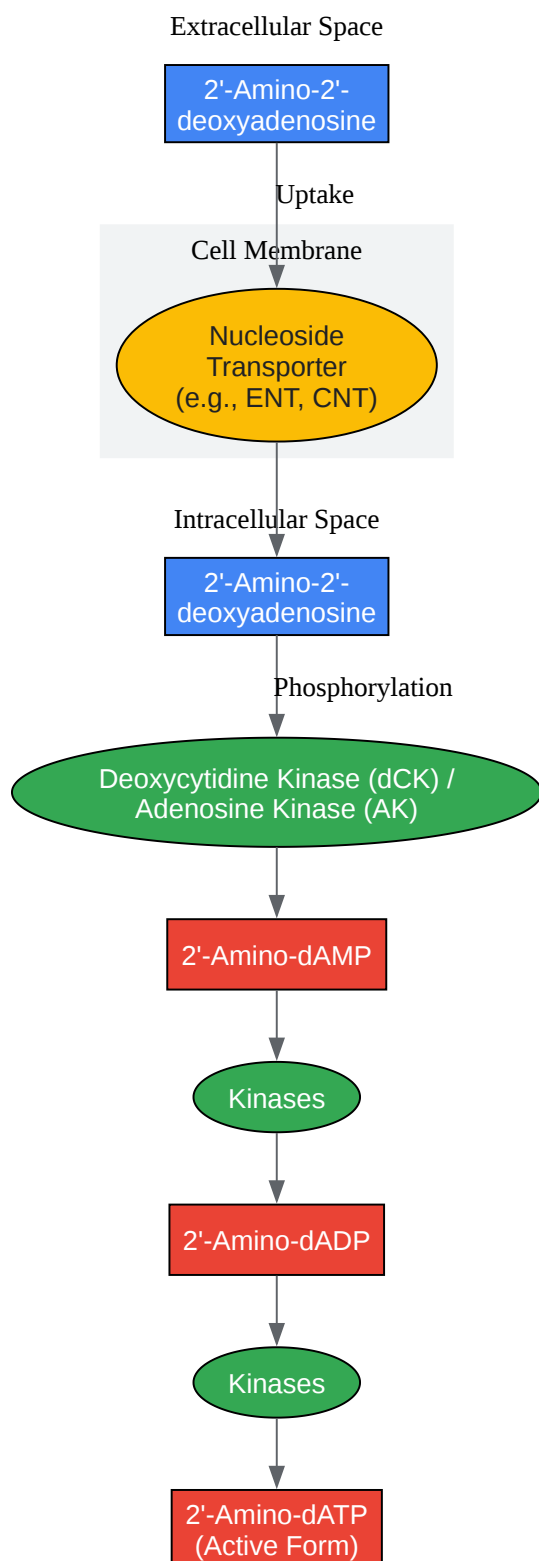 Extracellular Space
2'-Amino-2'-
deoxyadenosine
Uptake
Cell Membrane
Nucleoside
Transporter
(e.g., ENT, CNT)
Intracellular Space
2'-Amino-2'-
deoxyadenosine
Phosphorylation
Deoxycytidine Kinase (dCK) /
Adenosine Kinase (AK)
2'-Amino-dAMP
Kinases
2'-Amino-dADP
Kinases
2'-Amino-dATP
(Active Form)